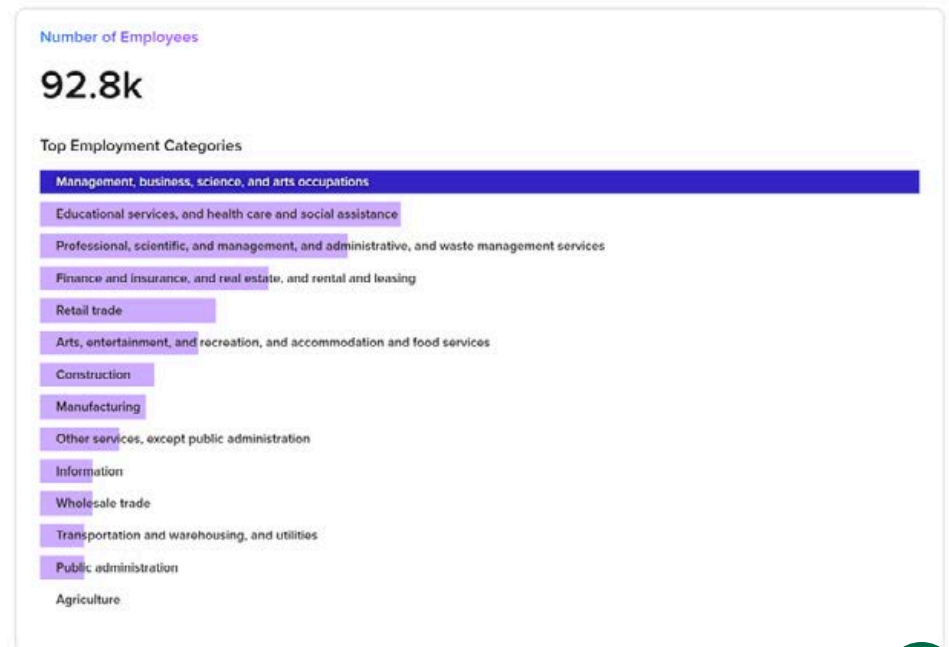 Number of Employees
92.8k
Top Employment Categories
Management, business, science, and arts occupations
Educational services, and health care and social assistance
Professional, scientific, and management, and administrative, and waste management services
Finance and insurance, and real estate, and rental and leasing
Retail trade
Arts, entertainment, and recreation, and accommodation and food services
Construction
Manufacturing
Other services, except public administration
Information
Wholesale trade
Transportation and warehousing, and utilities
Public administration
Agriculture